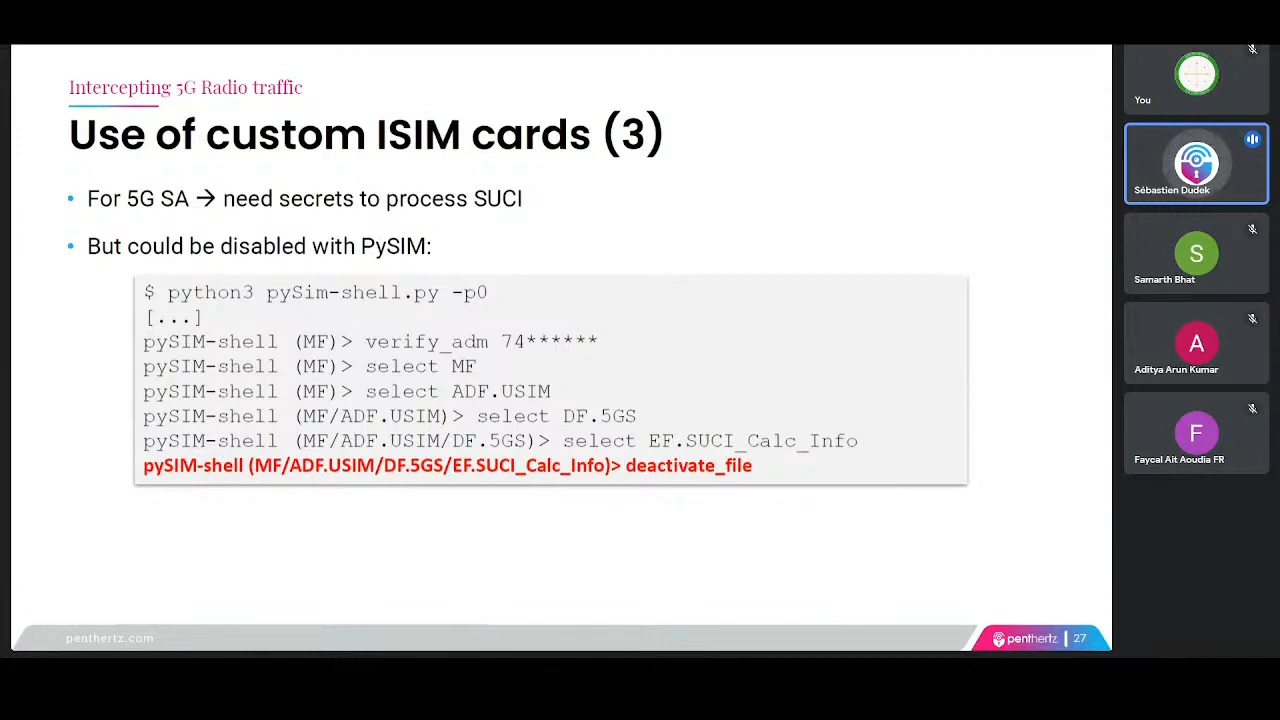 Intercepting 5G Radio traffic
Use of custom ISIM cards (3)
• For 5G SA → need secrets to process SUCI
• But could be disabled with PySIM:
$ python3 pySim-shell.py -p0
[...]
pySIM-shell (MF)> verify_adm 74******
pySIM-shell (MF)> select MF
pySIM-shell (MF)> select ADF.USIM
pySIM-shell (MF/ADF.USIM)> select DF.5GS
pySIM-shell (MF/ADF.USIM/DF.5GS)> select EF.SUCI_Calc_Info
pySIM-shell (MF/ADF.USIM/DF.5GS/EF.SUCI_Calc_Info)> deactivate_file
penthertz.com
penthertz | 27
You
Sébastien Dudek
S
Samarth Bhat
A
Aditya Arun Kumar
F
Faycal Ait Aoudia FR